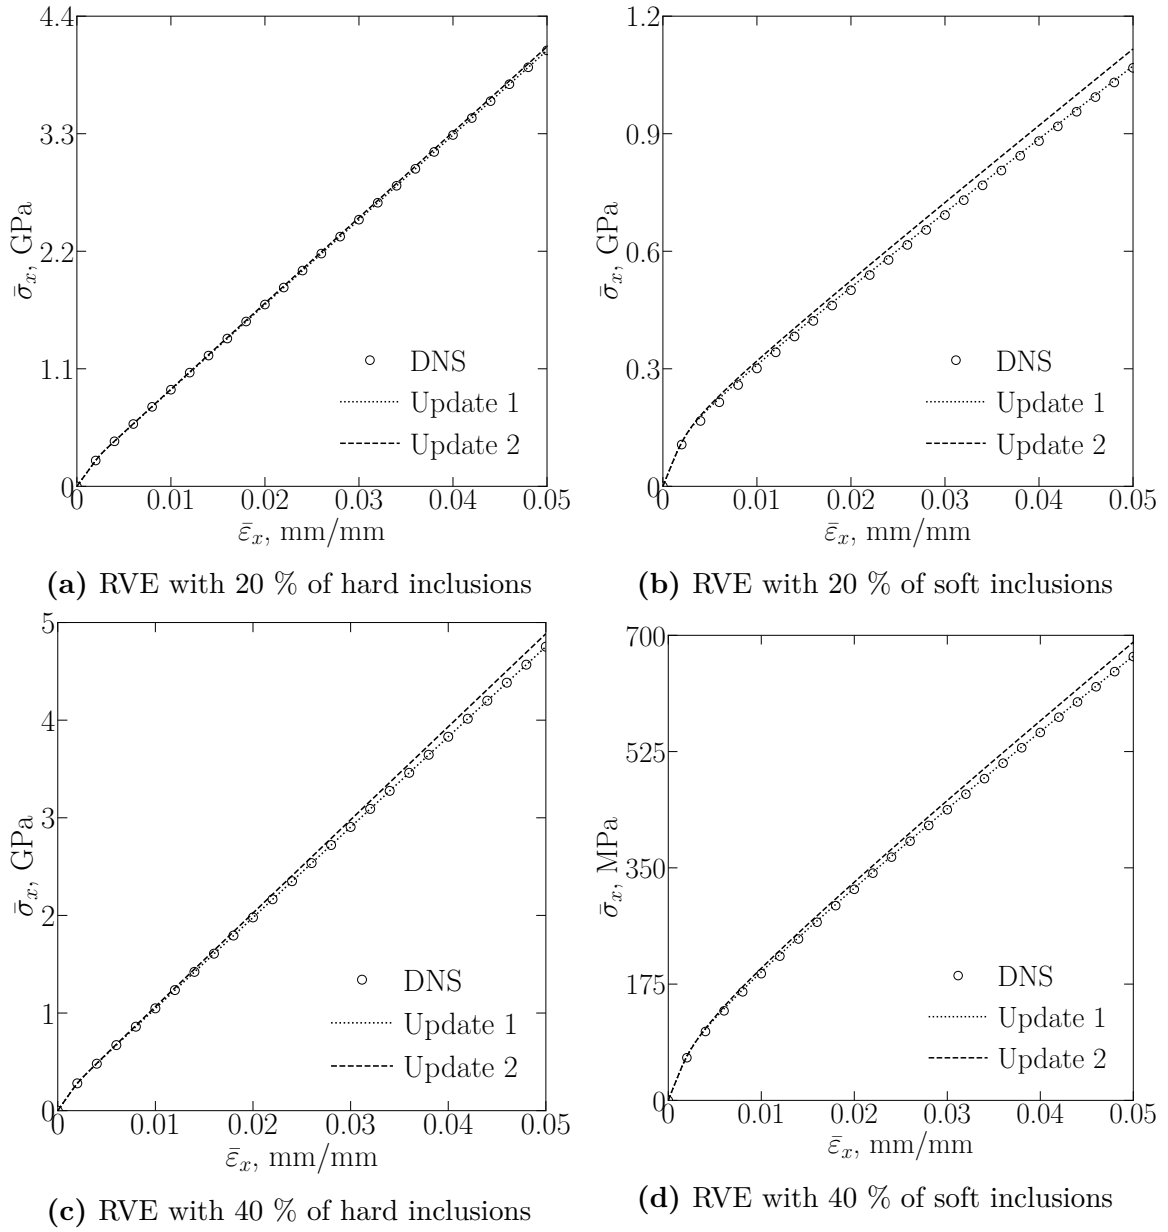 4.4
3.3
2.2
1.1
0
σ̄x, GPa
DNS
Update 1
Update 2
0 0.01 0.02 0.03 0.04 0.05
ε̄x, mm/mm
(a) RVE with 20 % of hard inclusions
1.2
0.9
0.6
0.3
0
σ̄x, GPa
DNS
Update 1
Update 2
0 0.01 0.02 0.03 0.04 0.05
ε̄x, mm/mm
(b) RVE with 20 % of soft inclusions
5
4
3
2
1
0
σ̄x, GPa
DNS
Update 1
Update 2
0 0.01 0.02 0.03 0.04 0.05
ε̄x, mm/mm
(c) RVE with 40 % of hard inclusions
700
525
350
175
0
σ̄x, MPa
DNS
Update 1
Update 2
0 0.01 0.02 0.03 0.04 0.05
ε̄x, mm/mm
(d) RVE with 40 % of soft inclusions